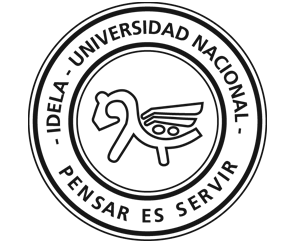 - IDELA - UNIVERSIDAD NACIONAL -
PENSAR ES SERVIR